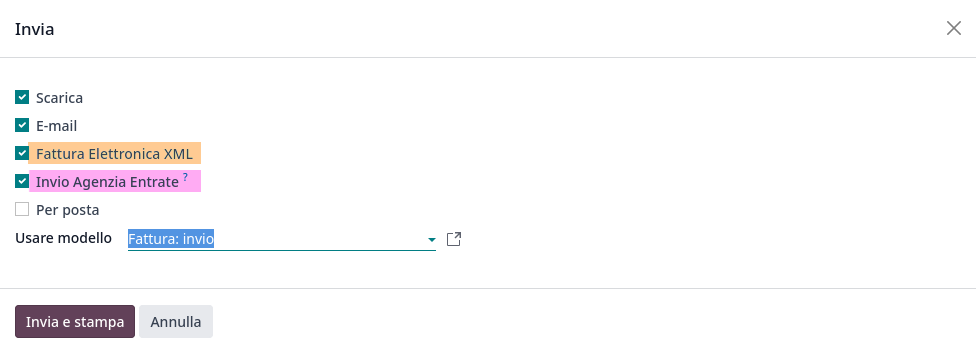 Invia
Scarica
E-mail
Fattura Elettronica XML
Invio Agenzia Entrate ?
Per posta
Usare modello Fattura: invio
Invia e stampa Annulla